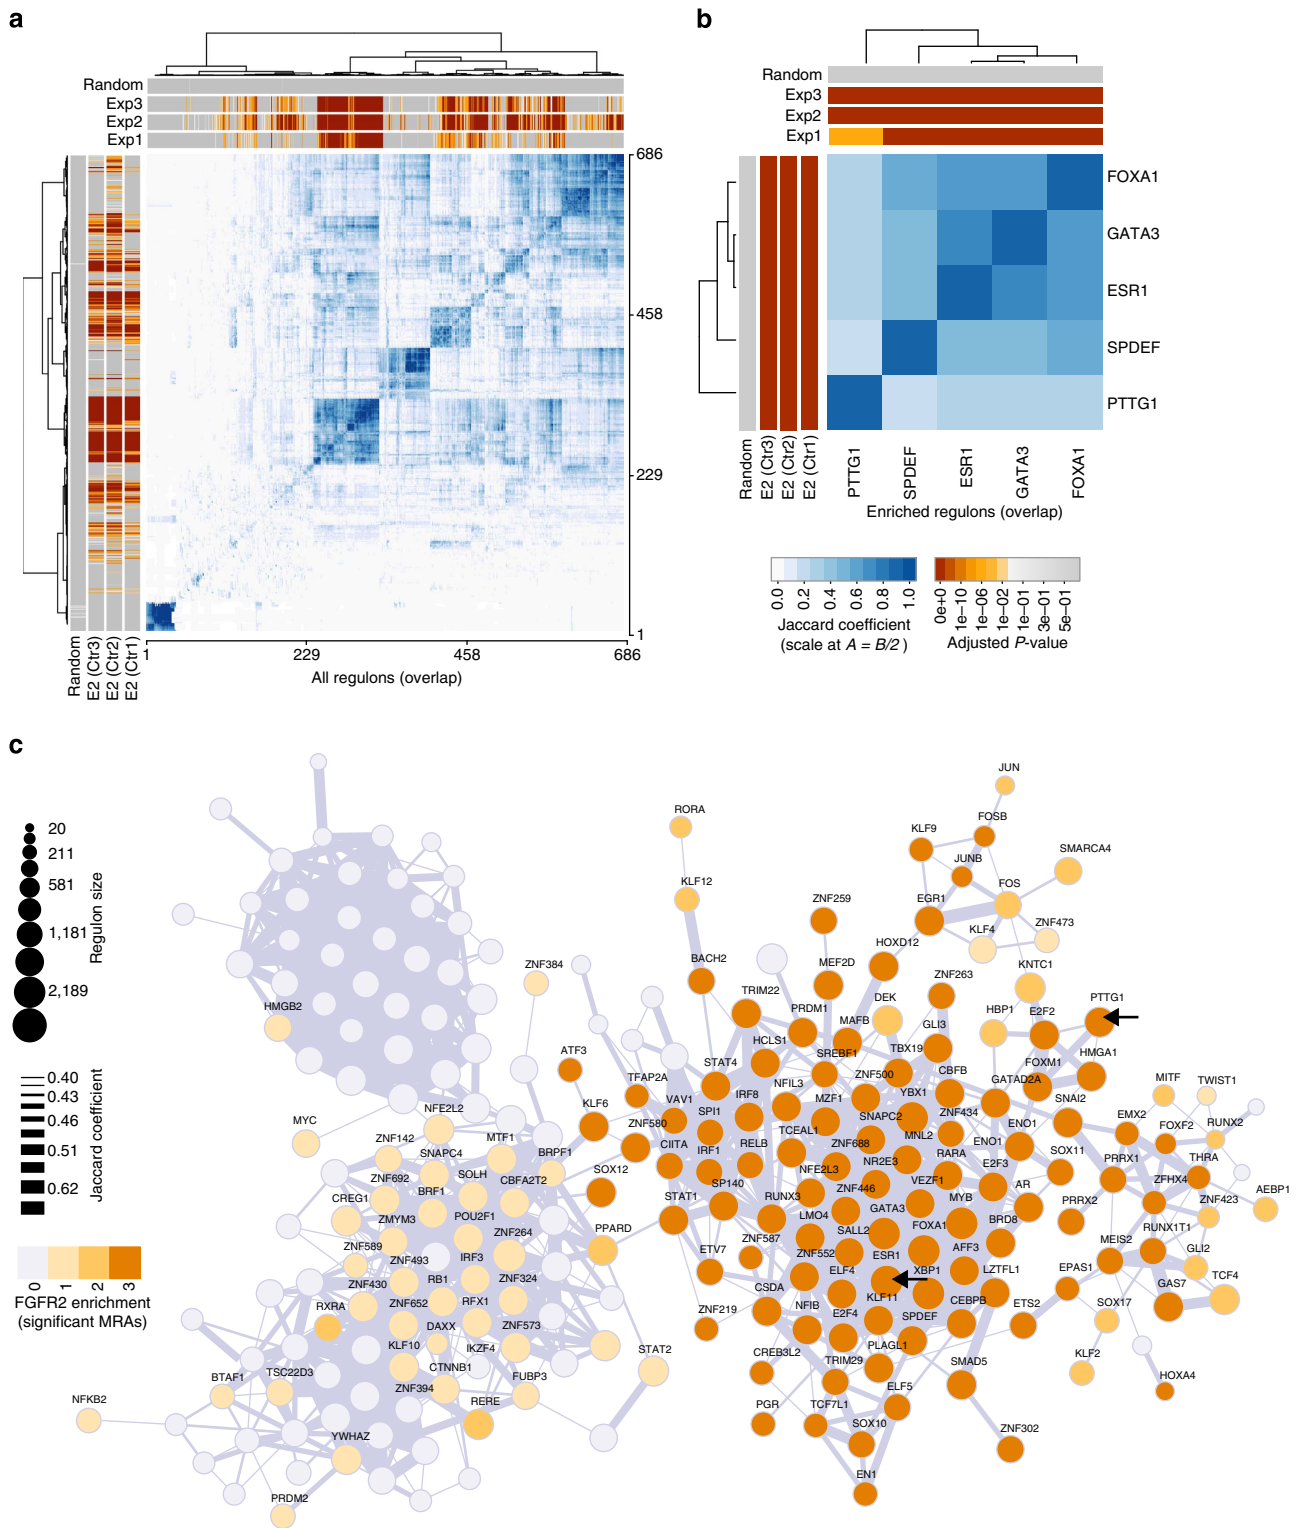 a
Random
Exp3
Exp2
Exp1
686
458
229
1
1
229
458
686
All regulons (overlap)
Random
E2 (Ctr3)
E2 (Ctr2)
E2 (Ctr1)
b
Random
Exp3
Exp2
Exp1
FOXA1
GATA3
ESR1
SPDEF
PTTG1
Random
E2 (Ctr3)
E2 (Ctr2)
E2 (Ctr1)
PTTG1
SPDEF
ESR1
GATA3
FOXA1
Enriched regulons (overlap)
0.0
0.2
0.4
0.6
0.8
1.0
Jaccard coefficient
(scale at A = B/2 )
0e+0
1e−10
1e−06
1e−02
1e−01
3e−01
5e−01
Adjusted P-value
c
20
211
581
1,181
2,189
Regulon size
0.40
0.43
0.46
0.51
0.62
Jaccard coefficient
0
1
2
3
FGFR2 enrichment
(significant MRAs)
JUN
RORA
FOSB
KLF9
JUNB
SMARCA4
KLF12
FOS
ZNF259
EGR1
ZNF473
KLF4
HOXD12
ZNF384
BACH2
MEF2D
ZNF263
KNTC1
HMGB2
TRIM22
PRDM1
DEK
HBP1
E2F2
PTTG1
MAFB
GLI3
HCLS1
ATF3
STAT4
SREBF1
TBX19
FOXM1
HMGA1
TFAP2A
NFIL3
ZNF500
CBFB
GATAD2A
MITF
TWIST1
VAV1
IRF8
YBX1
KLF6
SPI1
MZF1
SNAI2
EMX2
FOXF2
RUNX2
MYC
NFE2L2
ZNF580
TCEAL1
SNAPC2
ZNF434
ENO1
ZNF142
MTF1
CIITA
IRF1
RELB
ZNF688
MNL2
ENO1
SNAPC4
BRPF1
SOX12
NFE2L3
NR2E3
RARA
E2F3
SOX11
PRRX1
THRA
ZNF692
SOLH
CBFA2T2
SP140
ZNF446
VEZF1
ZFHX4
CREG1
BRF1
STAT1
RUNX3
MYB
AR
PRRX2
ZNF423
AEBP1
ZMYM3
POU2F1
LMO4
GATA3
FOXA1
BRD8
RUNX1T1
ZNF264
PPARD
SALL2
ZNF589
IRF3
ETV7
ZNF587
ZNF552
ESR1
AFF3
MEIS2
GLI2
ZNF493
EPAS1
ZNF430
RB1
ZNF324
CSDA
ELF4
XBP1
LZTFL1
GAS7
TCF4
RXRA
ZNF652
RFX1
KLF11
SOX17
ZNF219
NFIB
E2F4
SPDEF
CEBPB
ETS2
DAXX
ZNF573
KLF10
IKZF4
STAT2
CREB3L2
TRIM29
PLAGL1
KLF2
CTNNB1
SMAD5
BTAF1
TSC22D3
FUBP3
HOXA4
ZNF394
ELF5
NFKB2
RERE
PGR
TCF7L1
SOX10
ZNF302
YWHAZ
EN1
PRDM2